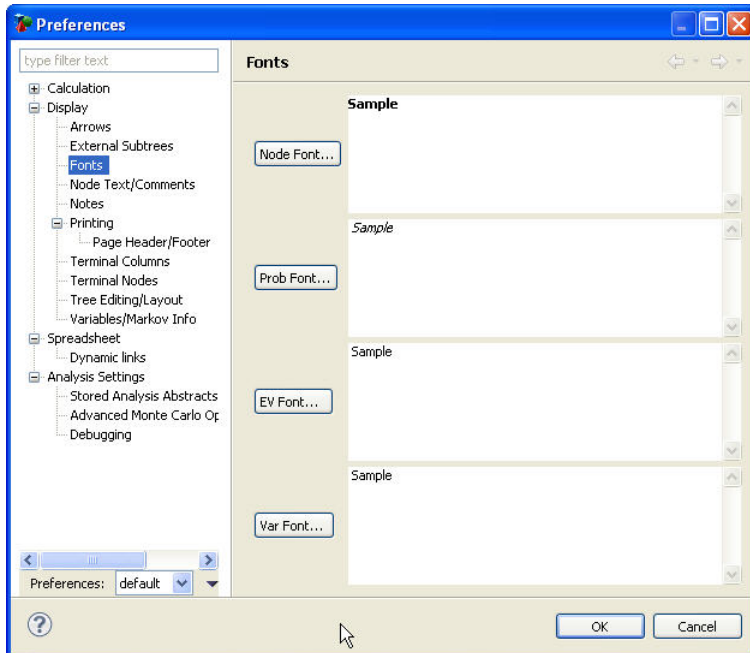 Preferences
type filter text
Calculation
Display
Arrows
External Subtrees
Fonts
Node Text/Comments
Notes
Printing
Page Header/Footer
Terminal Columns
Terminal Nodes
Tree Editing/Layout
Variables/Markov Info
Spreadsheet
Dynamic links
Analysis Settings
Stored Analysis Abstracts
Advanced Monte Carlo Op
Debugging
Preferences: default
Fonts
Sample
Node Font...
Sample
Prob Font...
Sample
EV Font...
Sample
Var Font...
?
OK Cancel